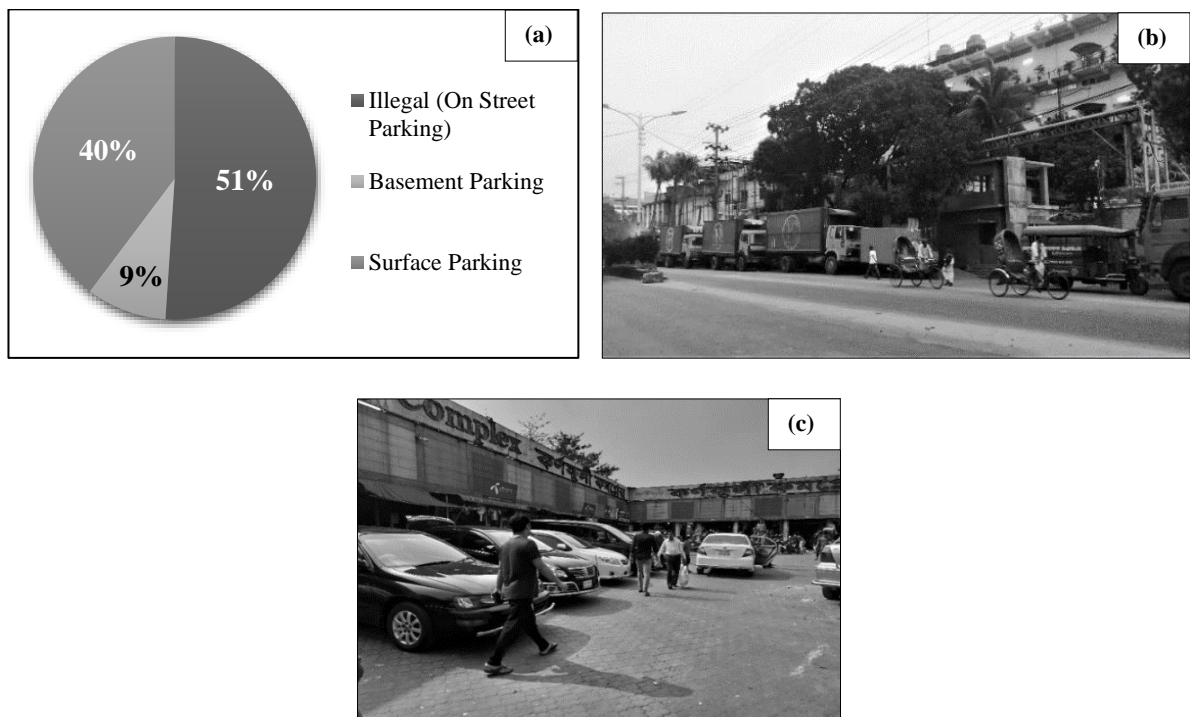 (a)
40%
51%
9%
Illegal (On Street
Parking)
Basement Parking
Surface Parking
(b)
(c)
Complex